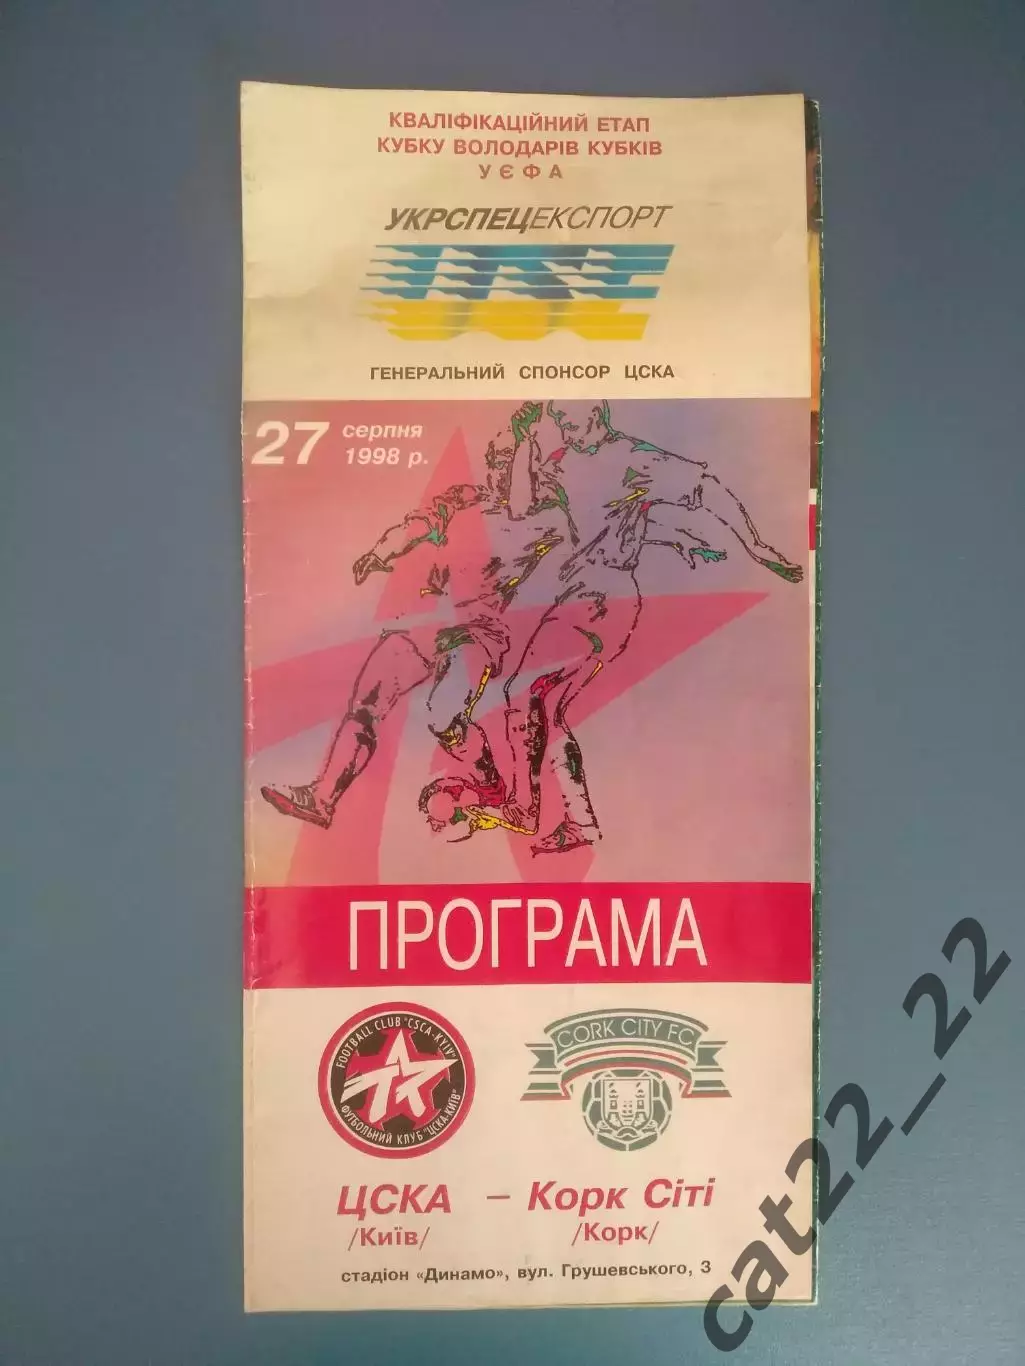 КВАЛІФІКАЦІЙНИЙ ЕТАП
КУБКУ ВОЛОДАРІВ КУБКІВ
УЄФА
УКРСПЕЦЕКСПОРТ
ГЕНЕРАЛЬНИЙ СПОНСОР ЦСКА
27 серпня
1998 р.
ПРОГРАМА
FOOTBALL CLUB "CSCA-KYIV"
ФУТБОЛЬНИЙ КЛУБ "ЦСКА-КИЇВ"
CORK CITY FC
ЦСКА – Корк Сіті
/Київ/ /Корк/
стадіон «Динамо», вул. Грушевського, 3
cat22_22